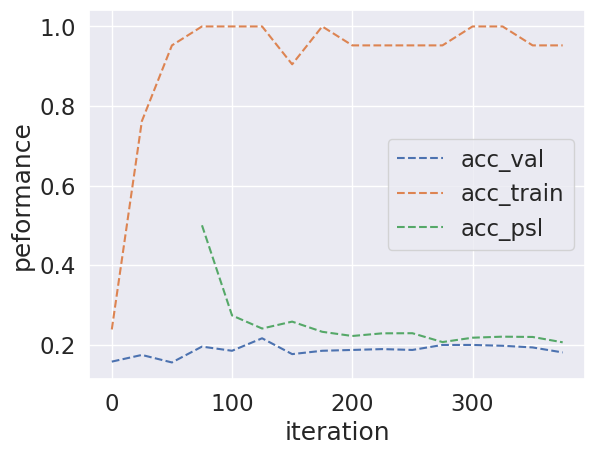 1.0
0.8
0.6
0.4
0.2
peformance
acc_val
acc_train
acc_psl
0 100 200 300
iteration